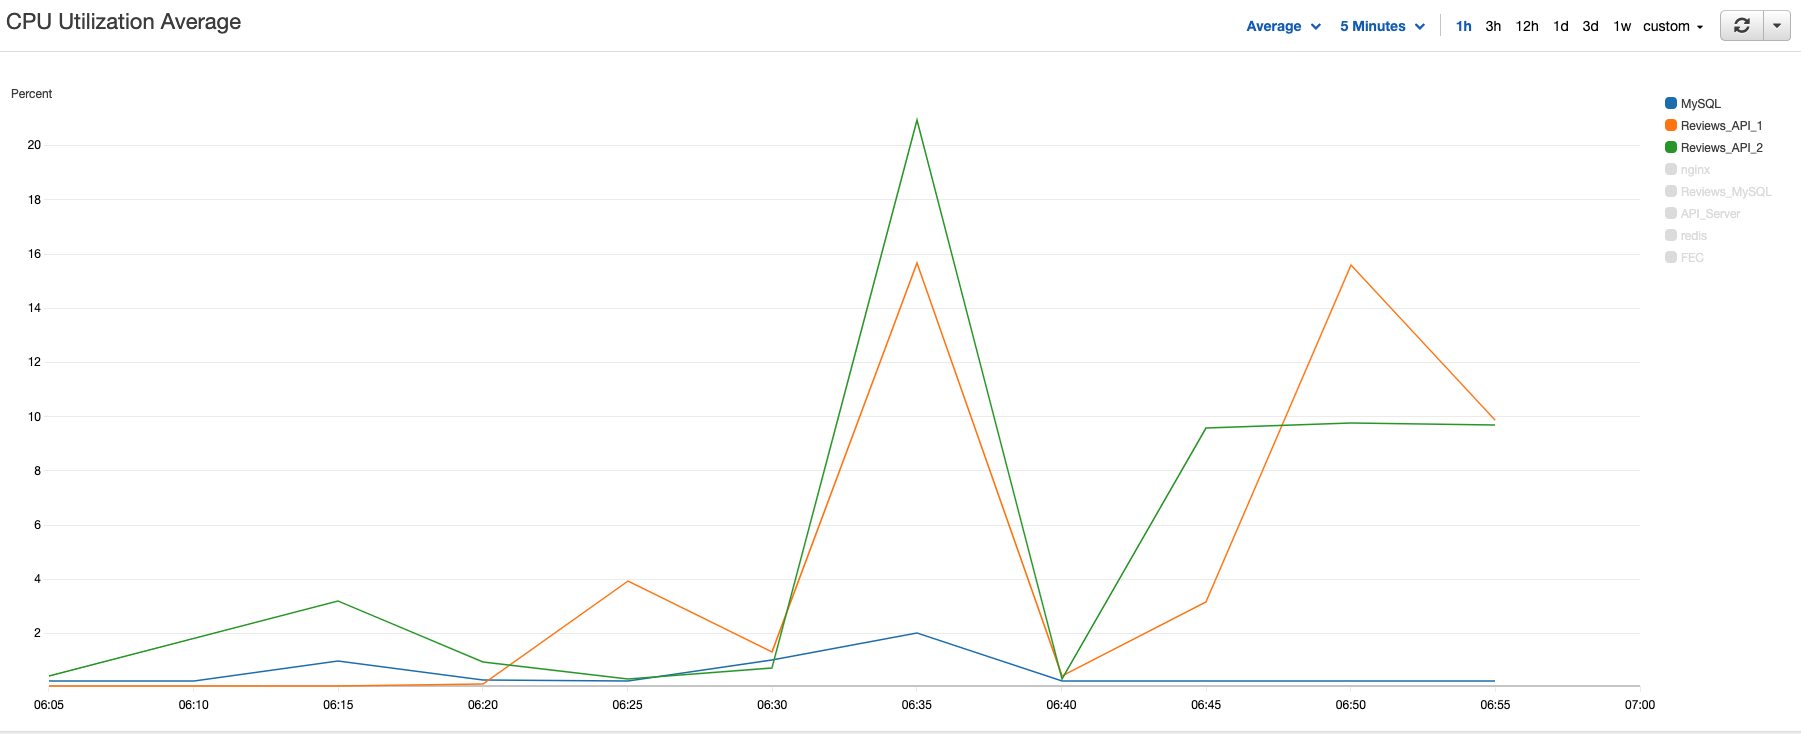 CPU Utilization Average
Average 5 Minutes 1h 3h 12h 1d 3d 1w custom
Percent
MySQL
Reviews_API_1
Reviews_API_2
nginx
Reviews_MySQL
API_Server
redis
FEC
20
18
16
14
12
10
8
6
4
2
06:05 06:10 06:15 06:20 06:25 06:30 06:35 06:40 06:45 06:50 06:55 07:00